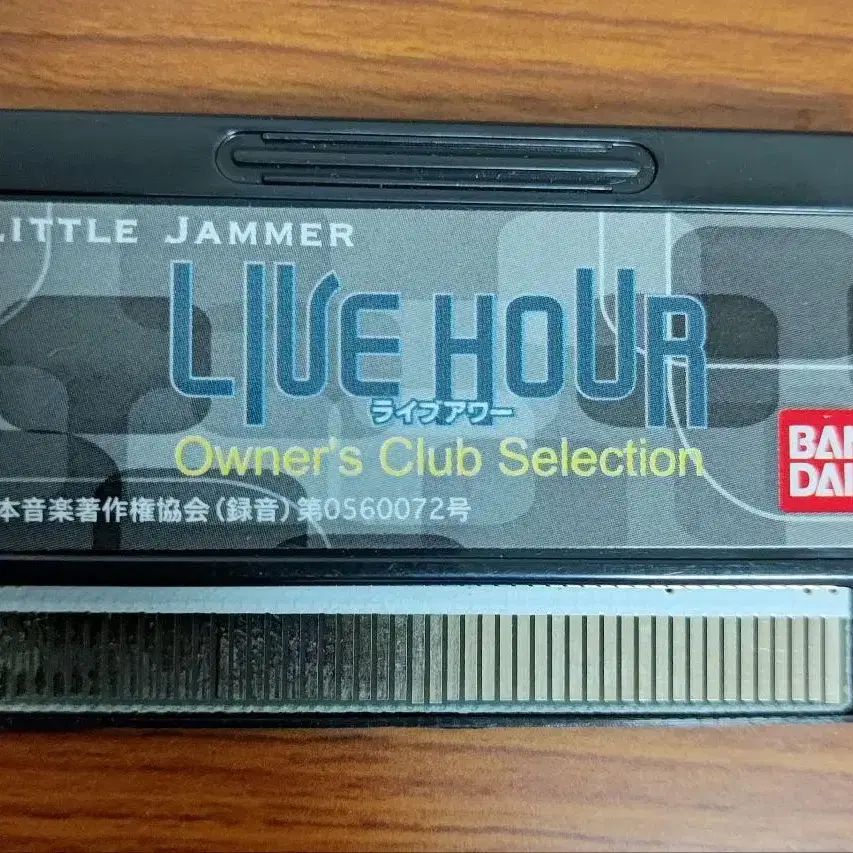 LITTLE JAMMER
LIVE HOUR
ライブアワー
Owner's Club Selection
BAN
DAI
本音楽著作権協会(録音)第0560072号